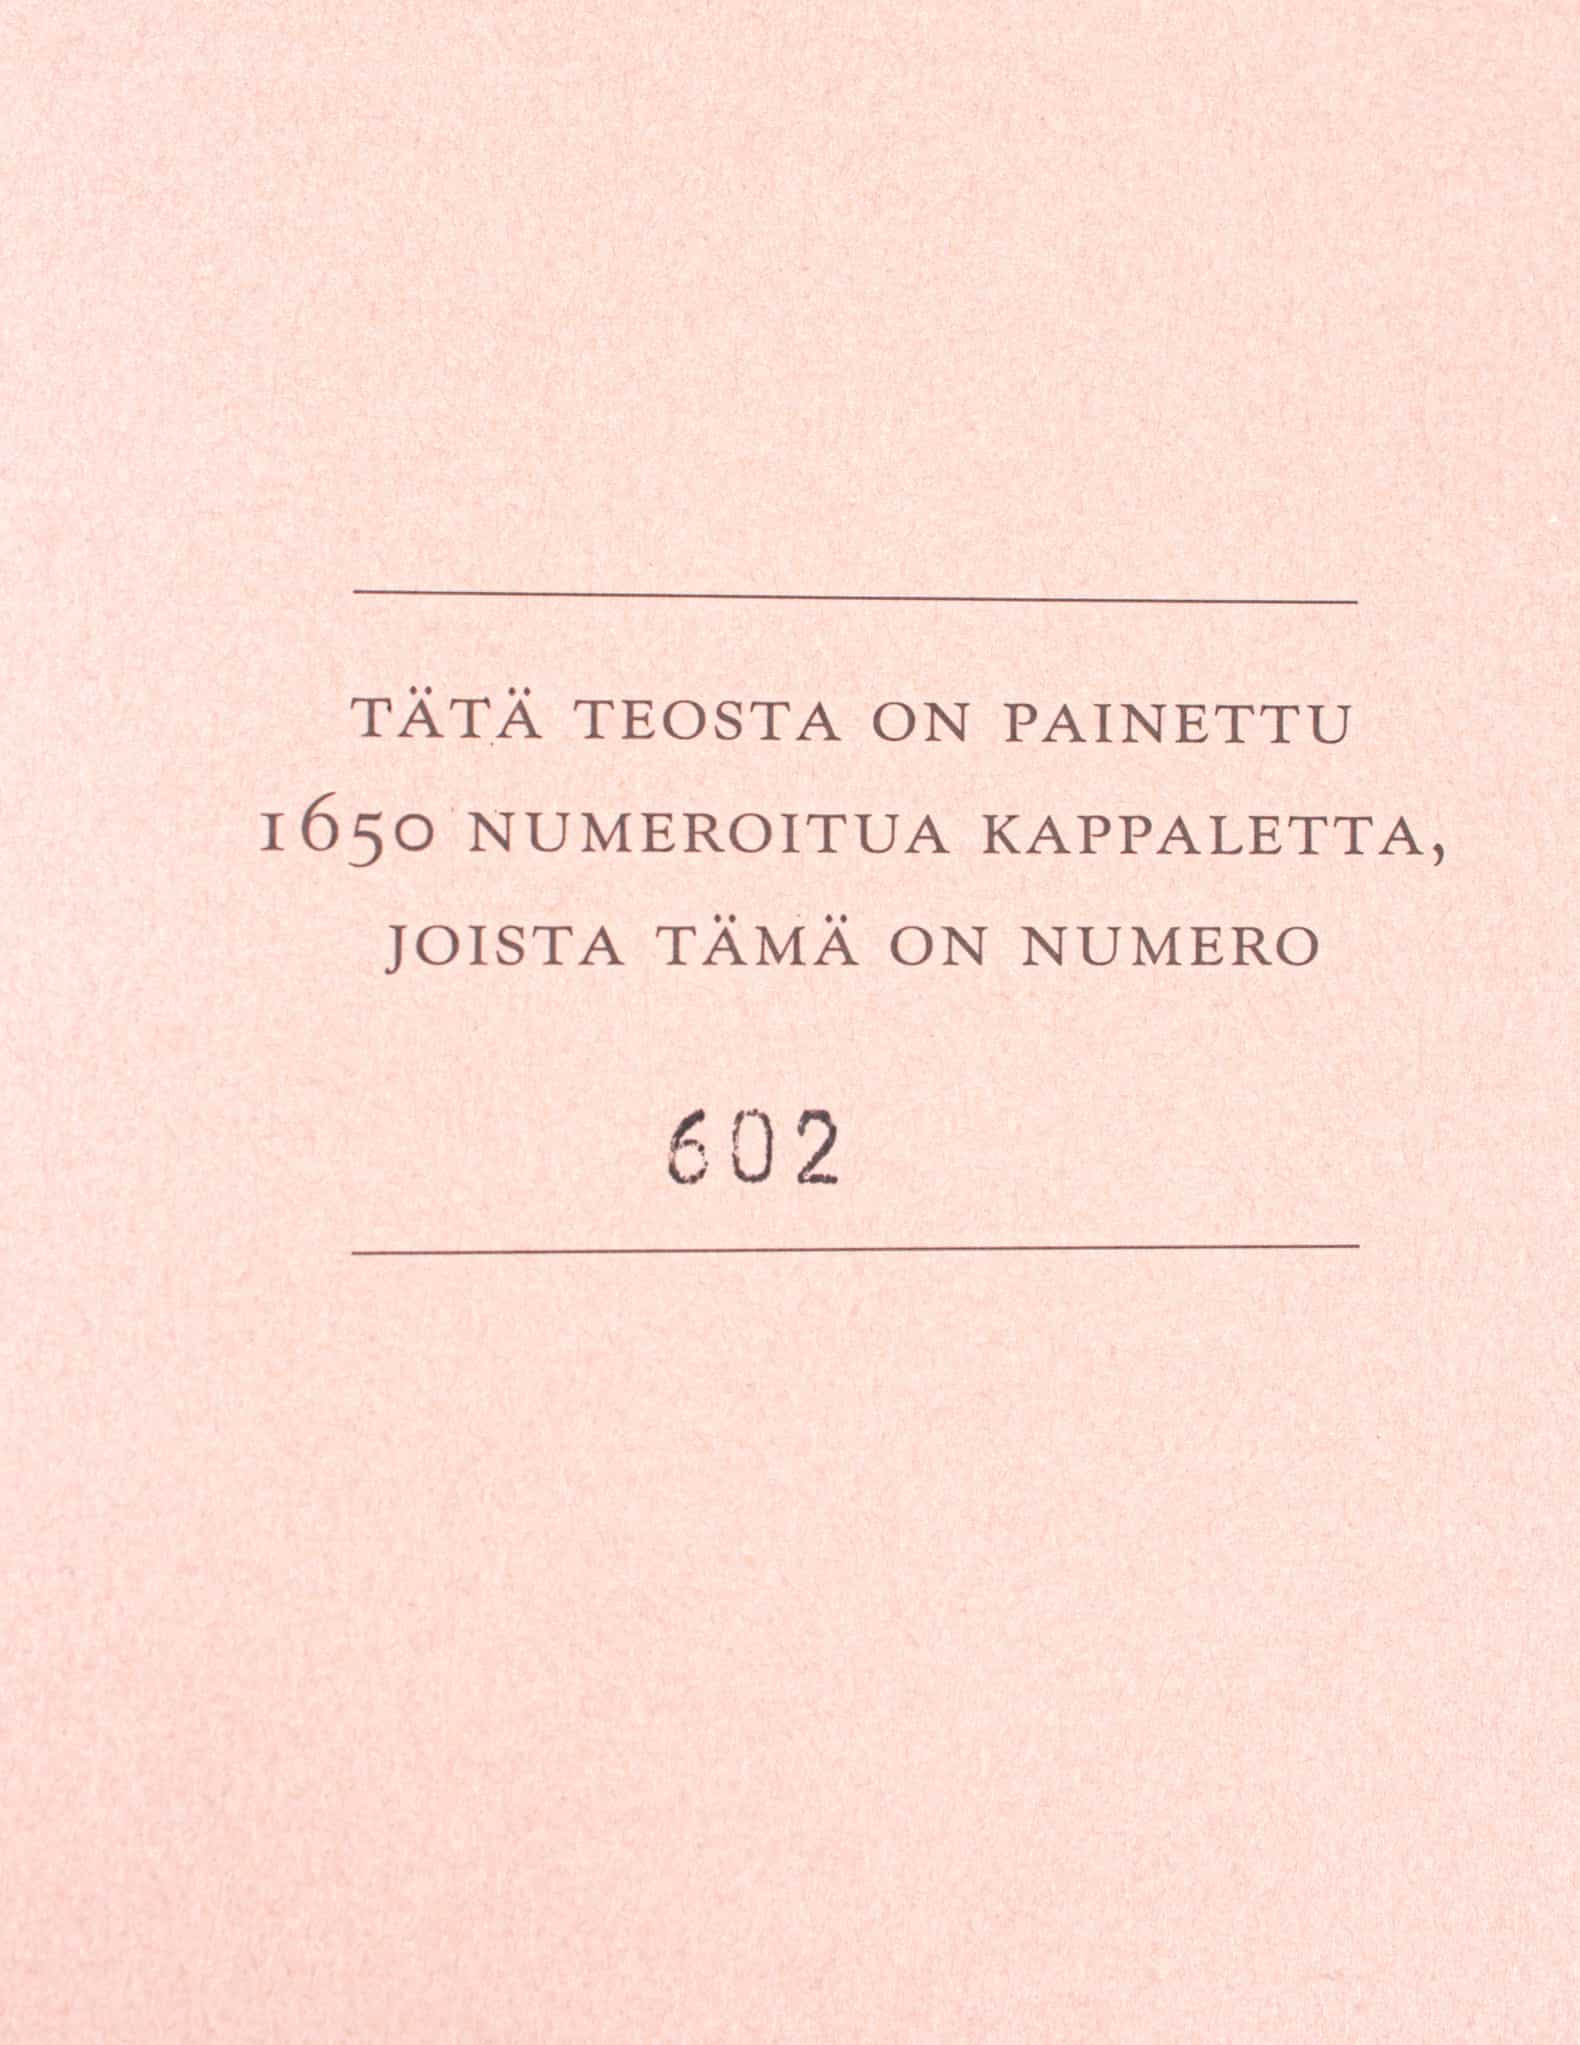 TÄTÄ TEOSTA ON PAINETTU
1650 NUMEROITUA KAPPALETTA,
JOISTA TÄMÄ ON NUMERO
602